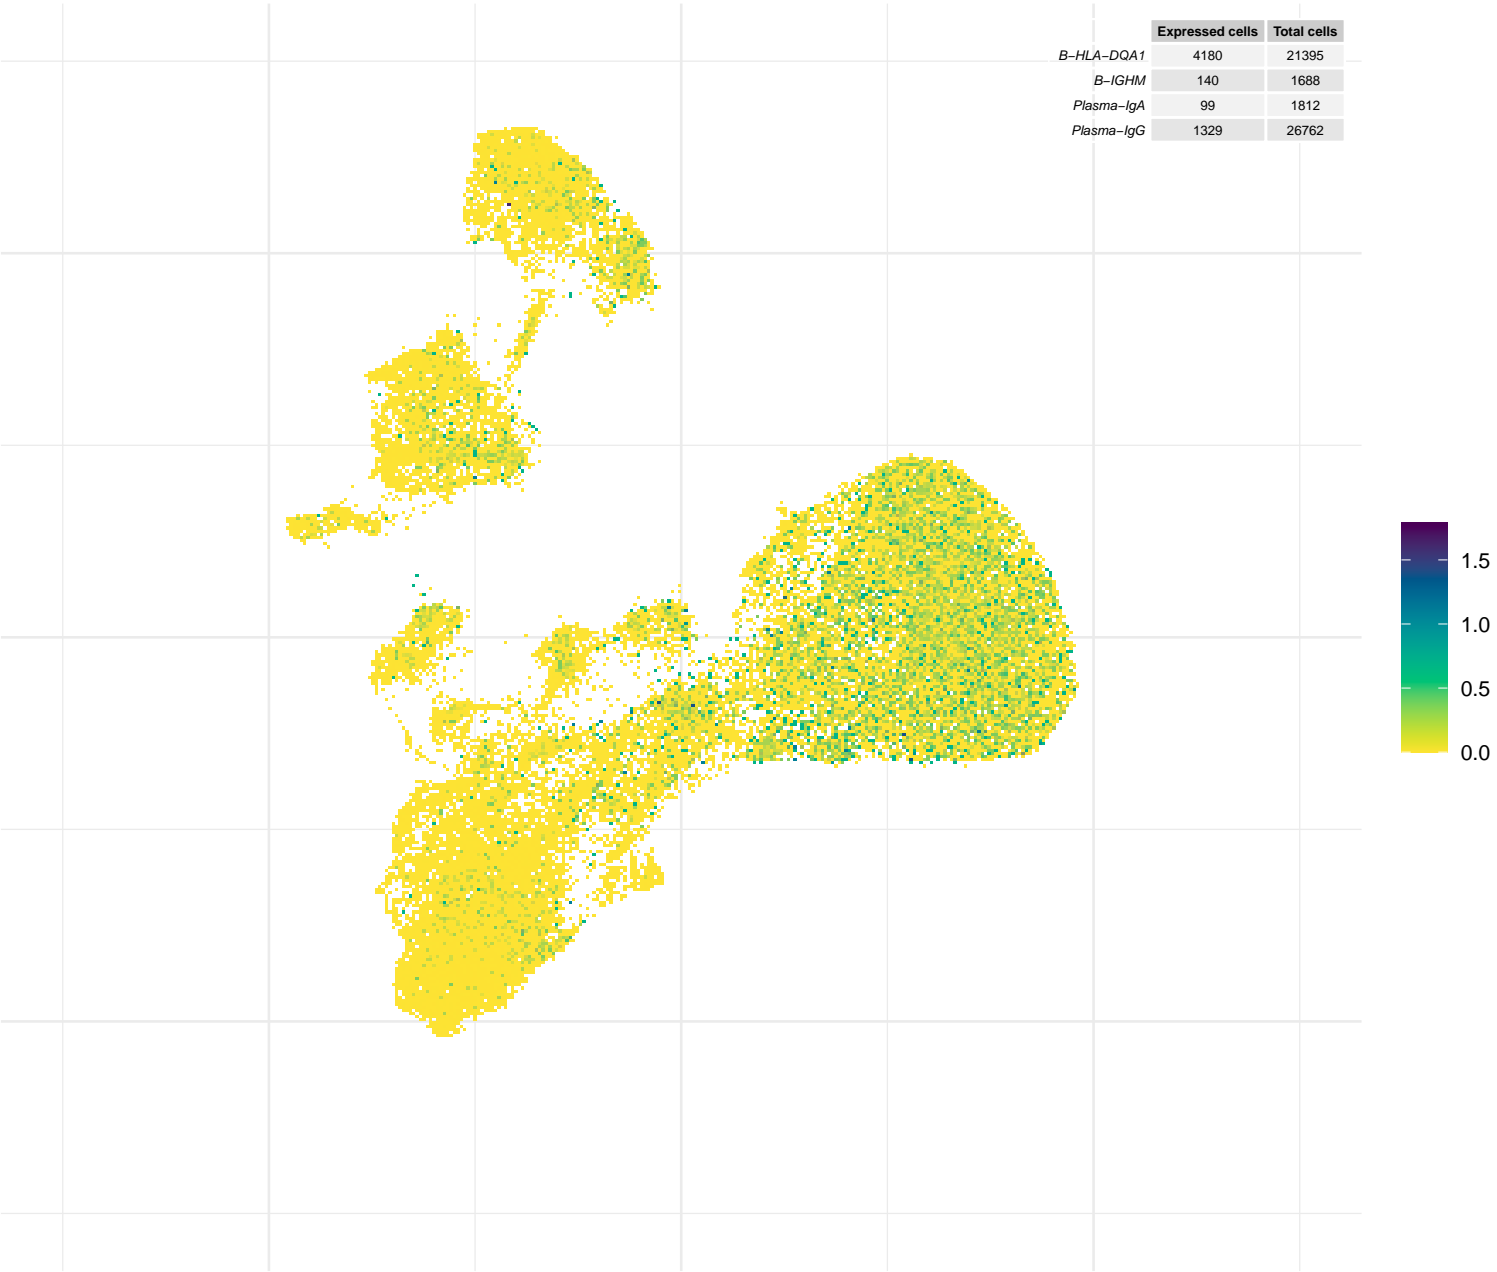 Expressed cells Total cells
B−HLA−DQA1 4180 21395
B−IGHM 140 1688
Plasma−IgA 99 1812
Plasma−IgG 1329 26762
1.5
1.0
0.5
0.0